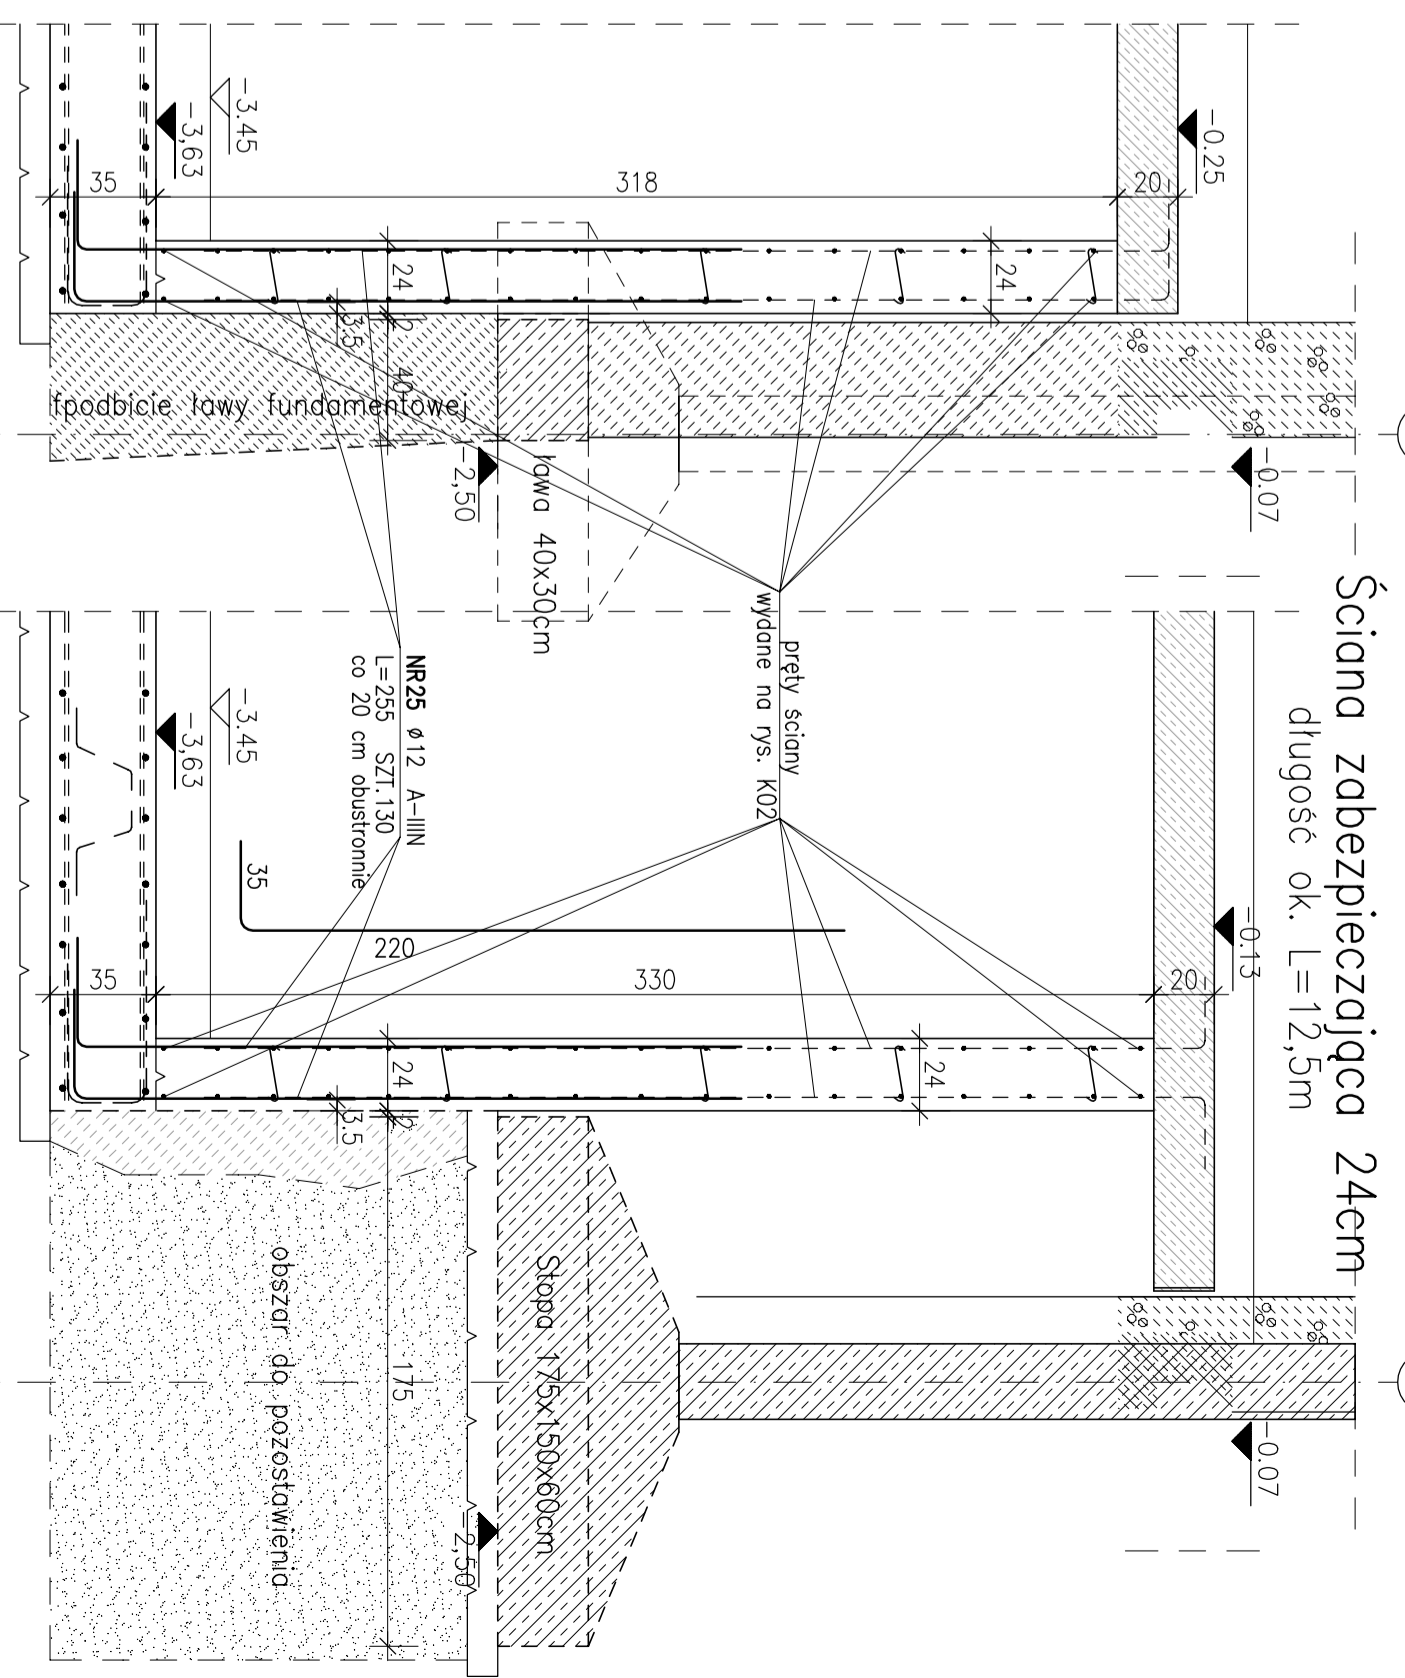 Ściana zabezpieczająca 24cm
długość ok. L=12,5m
-0.25
-0.07
20
318
35
24
24
3.5
2
40
-3.45
-3,63
-2,50
fpodbicie ławy fundamentowej
ława 40x30cm
pręty ściany
wydane na rys. K02
NR25 ø12 A-IIIN
L=255 SZT.130
co 20 cm obustronnie
35
220
-0.13
-0.07
20
330
35
24
24
3.5
2
175
-3.45
-3,63
-2,50
Stopa 175x150x60cm
obszar do pozostawienia